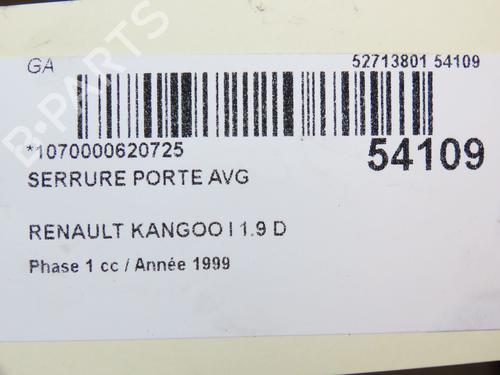 GA
52713801 54109
*1070000620725
54109
SERRURE PORTE AVG
RENAULT KANGOO I 1.9 D
Phase 1 cc / Année 1999
B-PARTS